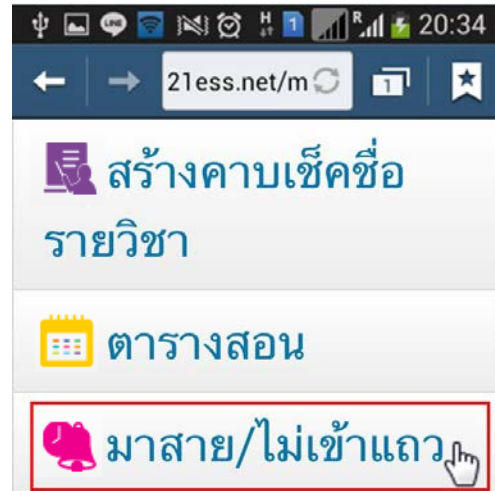 H 1 R 20:34
21ess.net/m 1
สร้างคาบเช็คชื่อ
รายวิชา
ตารางสอน
มาสาย/ไม่เข้าแถว